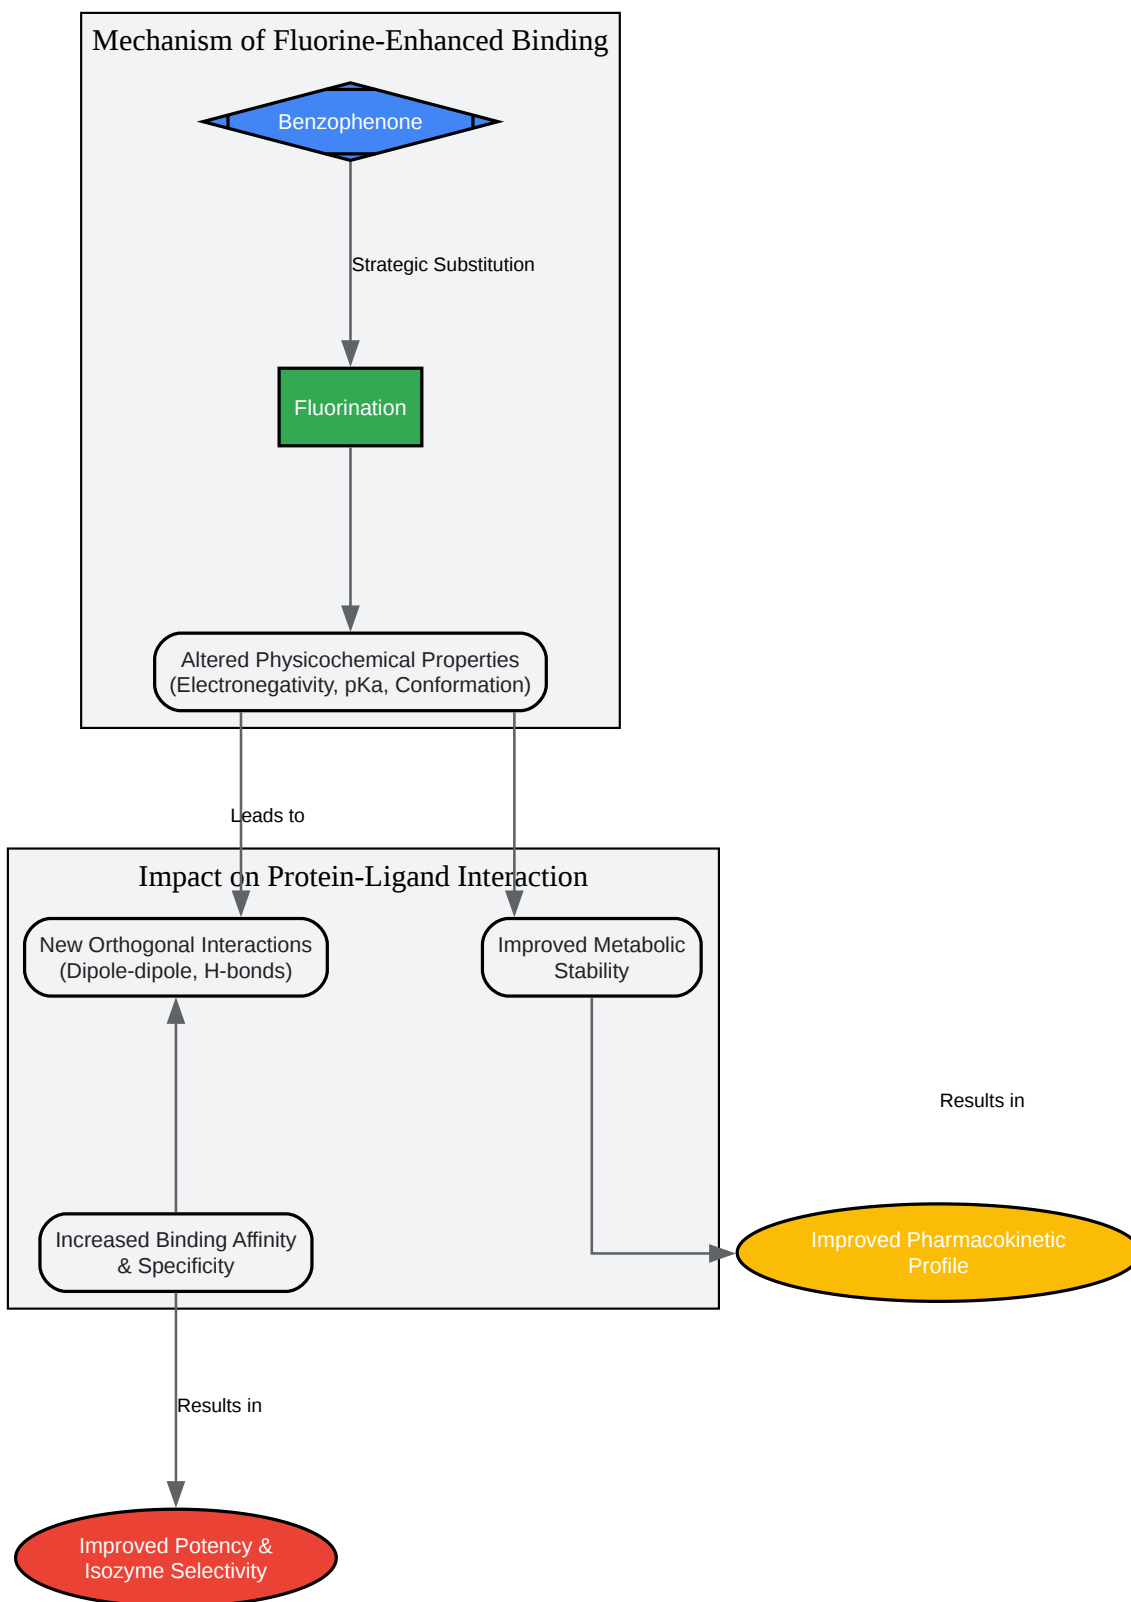 Mechanism of Fluorine-Enhanced Binding
Benzophenone
Strategic Substitution
Fluorination
Altered Physicochemical Properties
(Electronegativity, pKa, Conformation)
Leads to
Impact on Protein-Ligand Interaction
New Orthogonal Interactions
(Dipole-dipole, H-bonds)
Improved Metabolic
Stability
Results in
Increased Binding Affinity
& Specificity
Improved Pharmacokinetic
Profile
Results in
Improved Potency &
Isozyme Selectivity